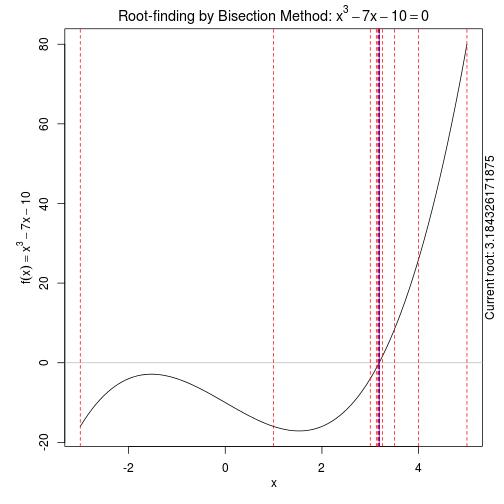 Root-finding by Bisection Method: x³ − 7x − 10 = 0
f(x) = x³ − 7x − 10
80
60
40
20
0
-20
-2
0
2
4
x
Current root: 3.184326171875